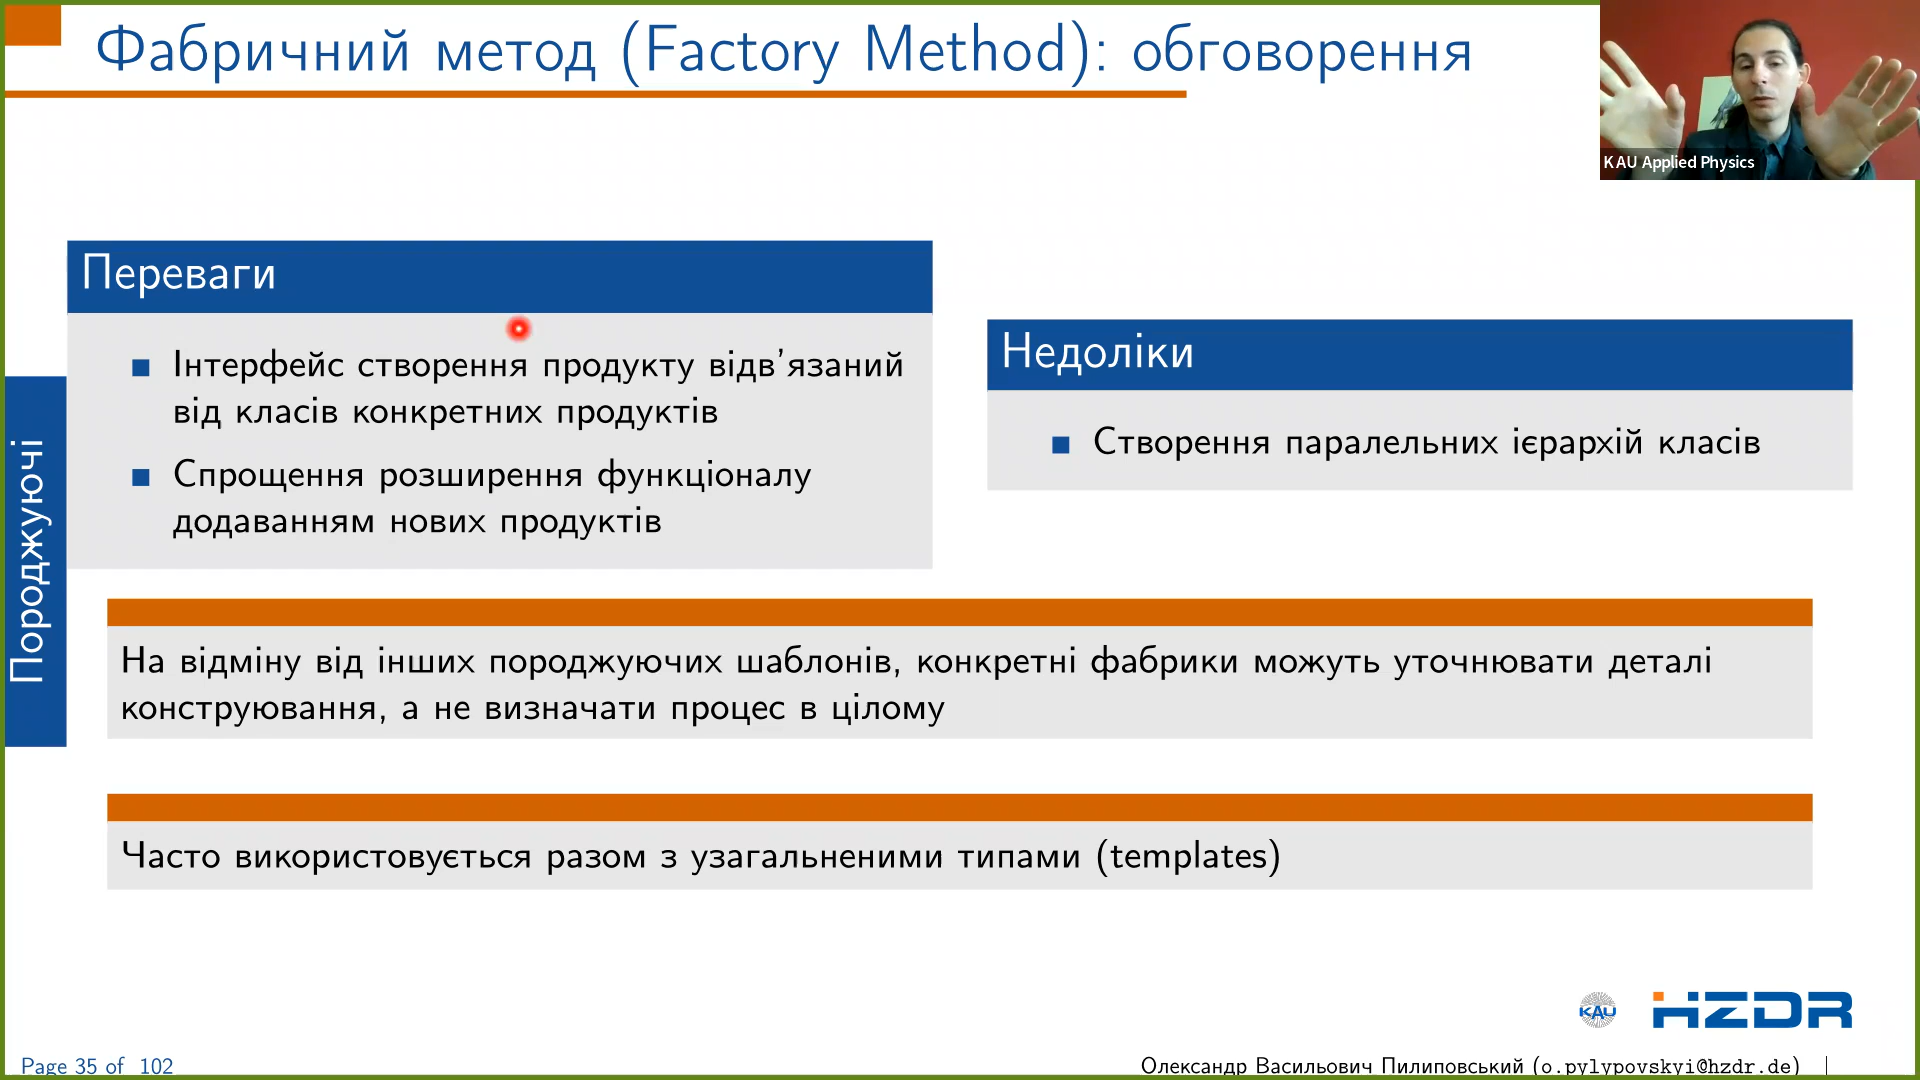 Фабричний метод (Factory Method): обговорення
KAU Applied Physics
Переваги
Інтерфейс створення продукту відв’язаний
від класів конкретних продуктів
Спрощення розширення функціоналу
додаванням нових продуктів
Недоліки
Створення паралельних ієрархій класів
Породжуючі
На відміну від інших породжуючих шаблонів, конкретні фабрики можуть уточнювати деталі
конструювання, а не визначати процес в цілому
Часто використовується разом з узагальненими типами (templates)
KAU
HZDR
Page 35 of 102
Олександр Васильович Пилиповський (o.pylypovskyi@hzdr.de)